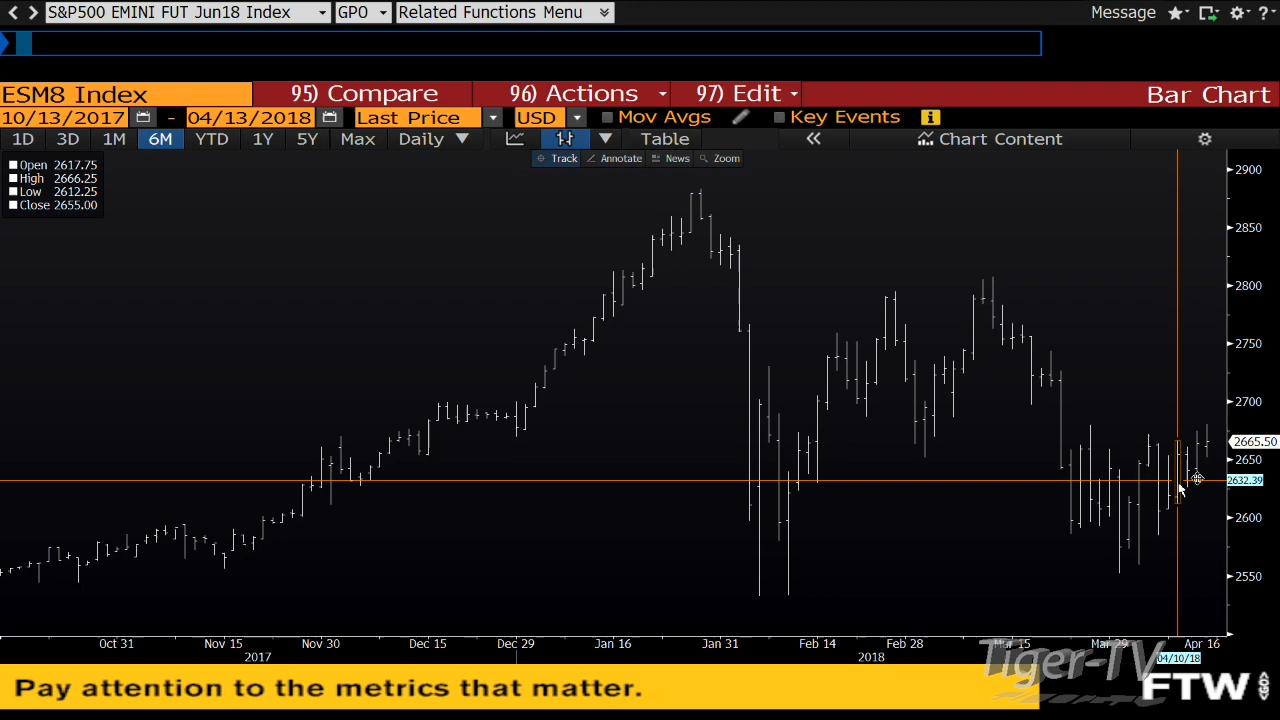 S&P500 EMINI FUT Jun18 Index GPO Related Functions Menu Message ?
ESM8 Index 95) Compare 96) Actions 97) Edit Bar Chart
10/13/2017 - 04/13/2018 Last Price USD Mov Avgs Key Events i
1D 3D 1M 6M YTD 1Y 5Y Max Daily Table Chart Content
Track Annotate News Zoom
Open 2617.75
High 2666.25
Low 2612.25
Close 2655.00
2900
2850
2800
2750
2700
2665.50
2650
2632.39
2600
2550
Oct 31 Nov 15 Nov 30 Dec 15 Dec 29 Jan 16 Jan 31 Feb 14 Feb 28 Mar 15 Mar 29 Apr 16
2017 2018 04/10/18
Tiger-TV
Pay attention to the metrics that matter.
FTW